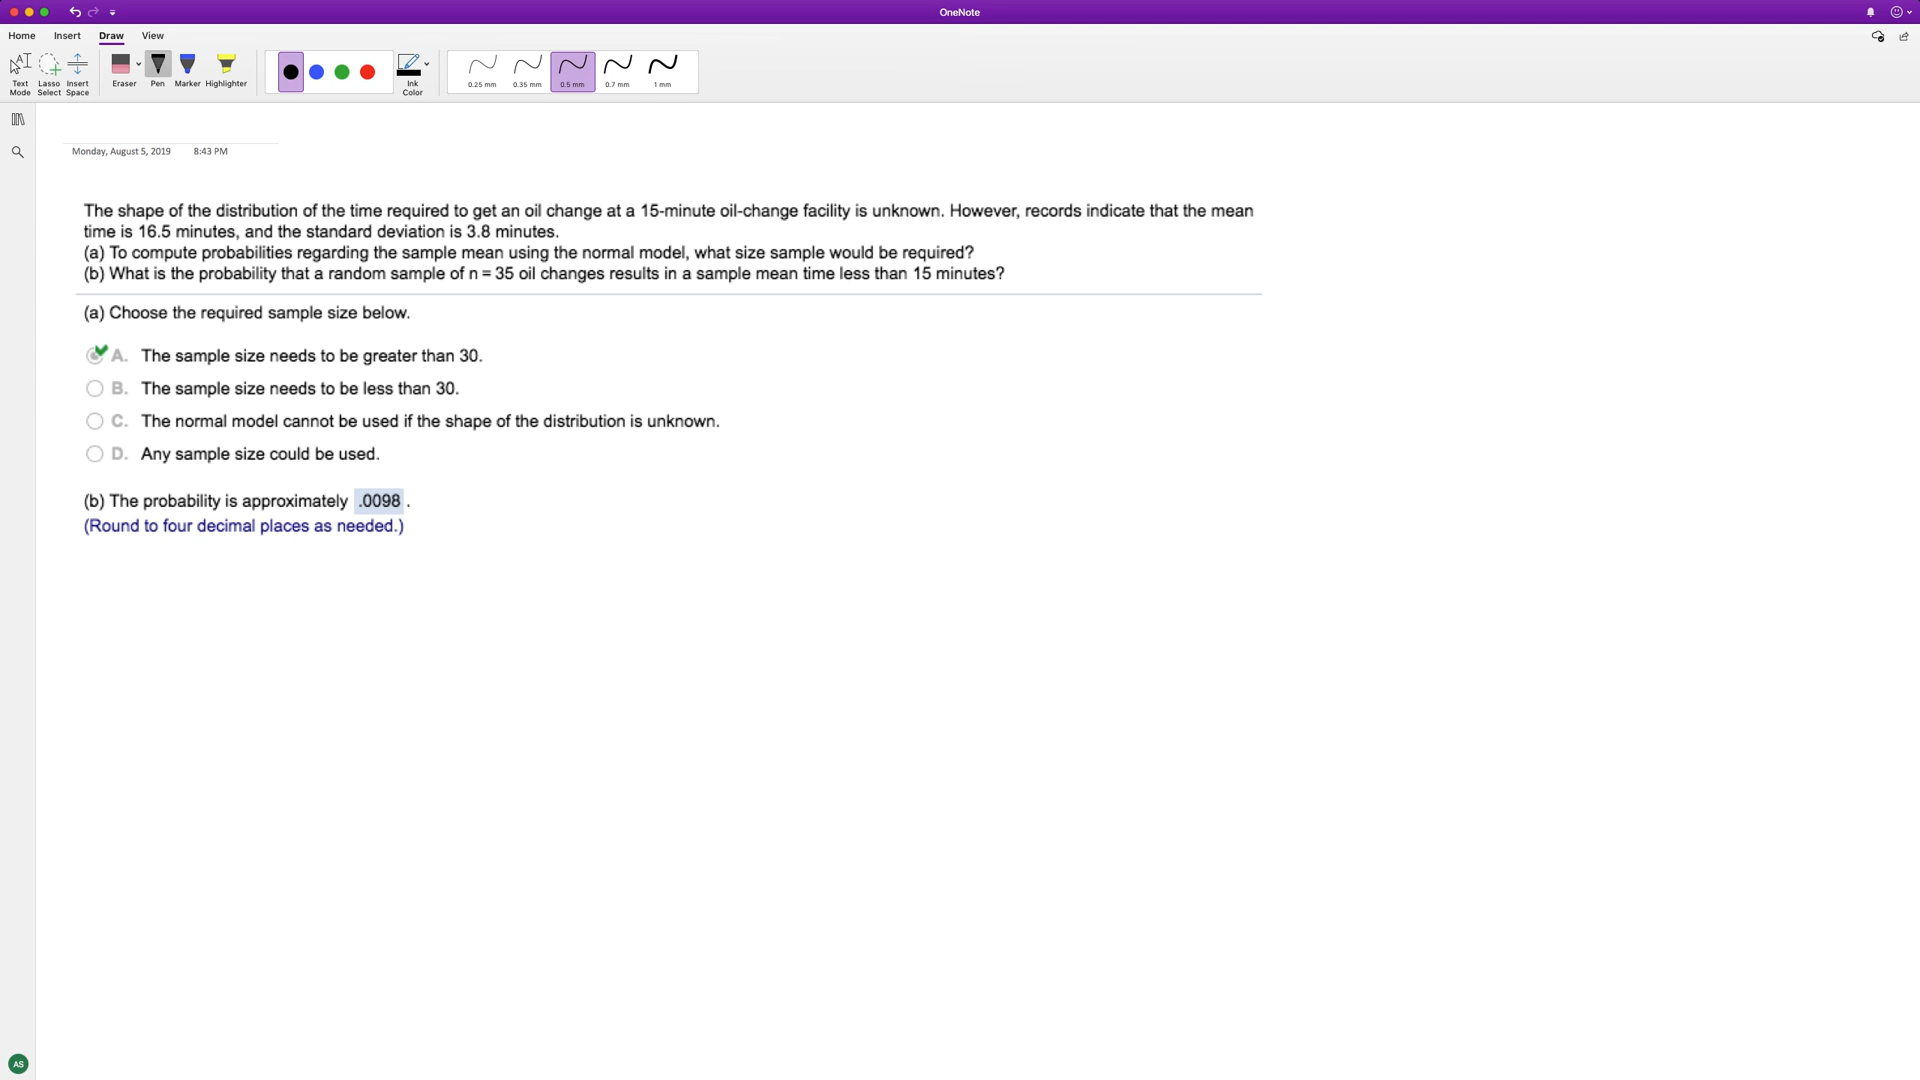 OneNote
Home Insert Draw View
Text Mode
Lasso Select
Insert Space
Eraser
Pen
Marker
Highlighter
Ink Color
0.25 mm
0.35 mm
0.5 mm
0.7 mm
1 mm
Monday, August 5, 2019 8:43 PM
The shape of the distribution of the time required to get an oil change at a 15-minute oil-change facility is unknown. However, records indicate that the mean
time is 16.5 minutes, and the standard deviation is 3.8 minutes.
(a) To compute probabilities regarding the sample mean using the normal model, what size sample would be required?
(b) What is the probability that a random sample of n = 35 oil changes results in a sample mean time less than 15 minutes?
(a) Choose the required sample size below.
A. The sample size needs to be greater than 30.
B. The sample size needs to be less than 30.
C. The normal model cannot be used if the shape of the distribution is unknown.
D. Any sample size could be used.
(b) The probability is approximately .0098 .
(Round to four decimal places as needed.)
AS